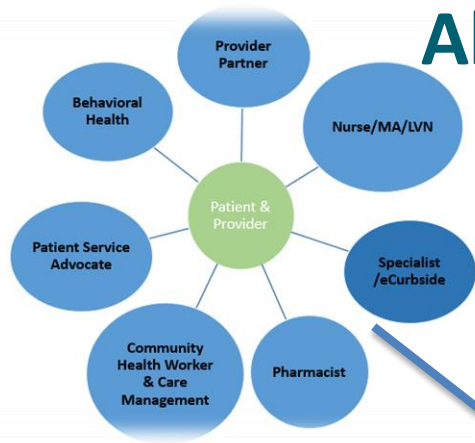 Provider
Partner
Behavioral
Health
Nurse/MA/LVN
Patient &
Provider
Patient Service
Advocate
Specialist
/eCurbside
Community
Health Worker
& Care
Management
Pharmacist